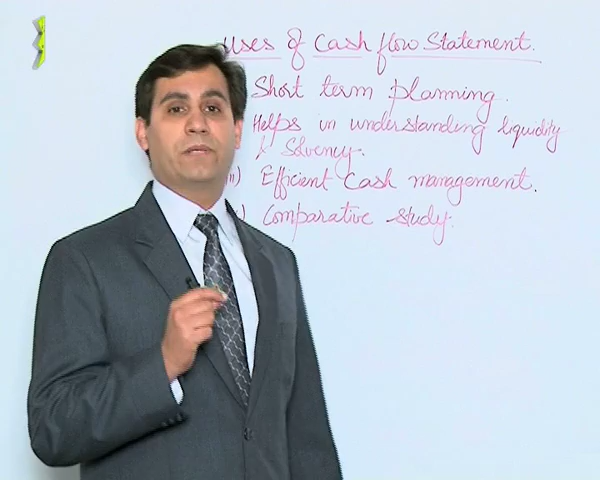 uses of Cash flow Statement.
Short term planning.
Helps in understanding liquidity
& Solvency.
) Efficient Cash management.
) Comparative study.